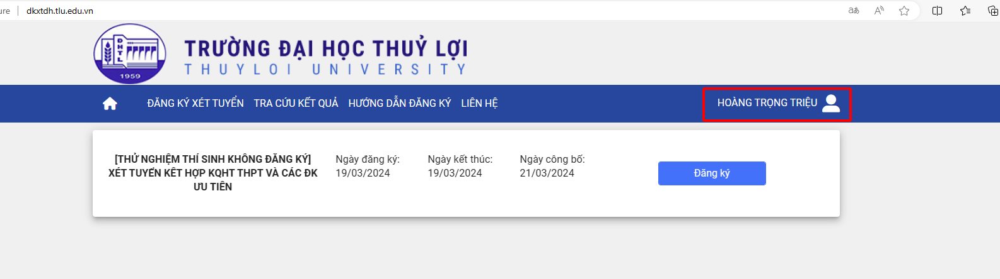 ure
dkxtdh.tlu.edu.vn
ĐHTL
1959
TRƯỜNG ĐẠI HỌC THUỶ LỢI
THUYLOI UNIVERSITY
ĐĂNG KÝ XÉT TUYỂN TRA CỨU KẾT QUẢ HƯỚNG DẪN ĐĂNG KÝ LIÊN HỆ HOÀNG TRỌNG TRIỆU
[THỬ NGHIỆM THÍ SINH KHÔNG ĐĂNG KÝ]
XÉT TUYỂN KẾT HỢP KQHT THPT VÀ CÁC ĐK
ƯU TIÊN
Ngày đăng ký:
19/03/2024
Ngày kết thúc:
19/03/2024
Ngày công bố:
21/03/2024
Đăng ký